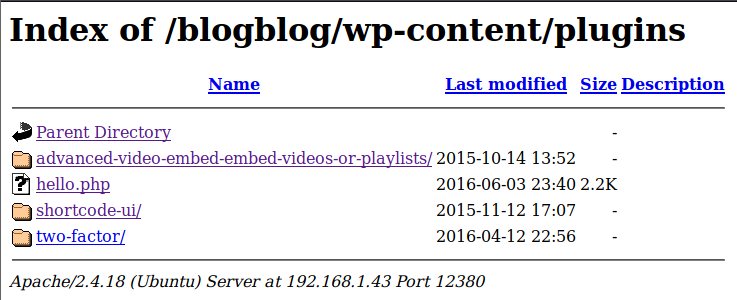 Index of /blogblog/wp-content/plugins
Name Last modified Size Description
Parent Directory -
advanced-video-embed-embed-videos-or-playlists/ 2015-10-14 13:52 -
hello.php 2016-06-03 23:40 2.2K
shortcode-ui/ 2015-11-12 17:07 -
two-factor/ 2016-04-12 22:56 -
Apache/2.4.18 (Ubuntu) Server at 192.168.1.43 Port 12380